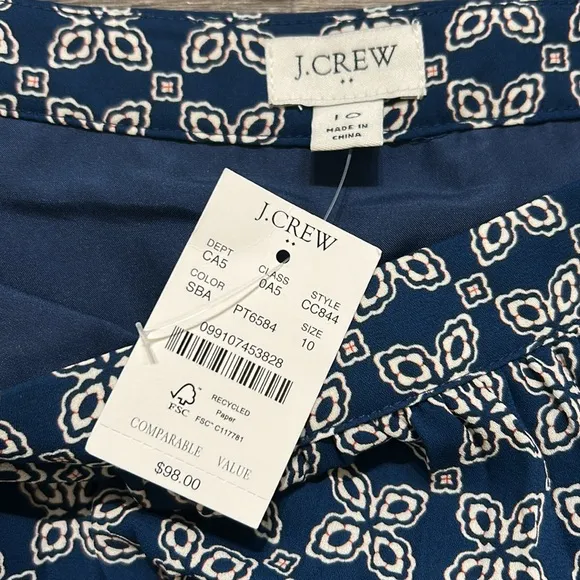 J.CREW
10
MADE IN
CHINA
J.CREW
DEPT CLASS STYLE
CA5 0A5 CC844
COLOR SIZE
SBA PT6584 10
099107453828
FSC
RECYCLED
Paper
FSC® C117781
COMPARABLE VALUE
$98.00